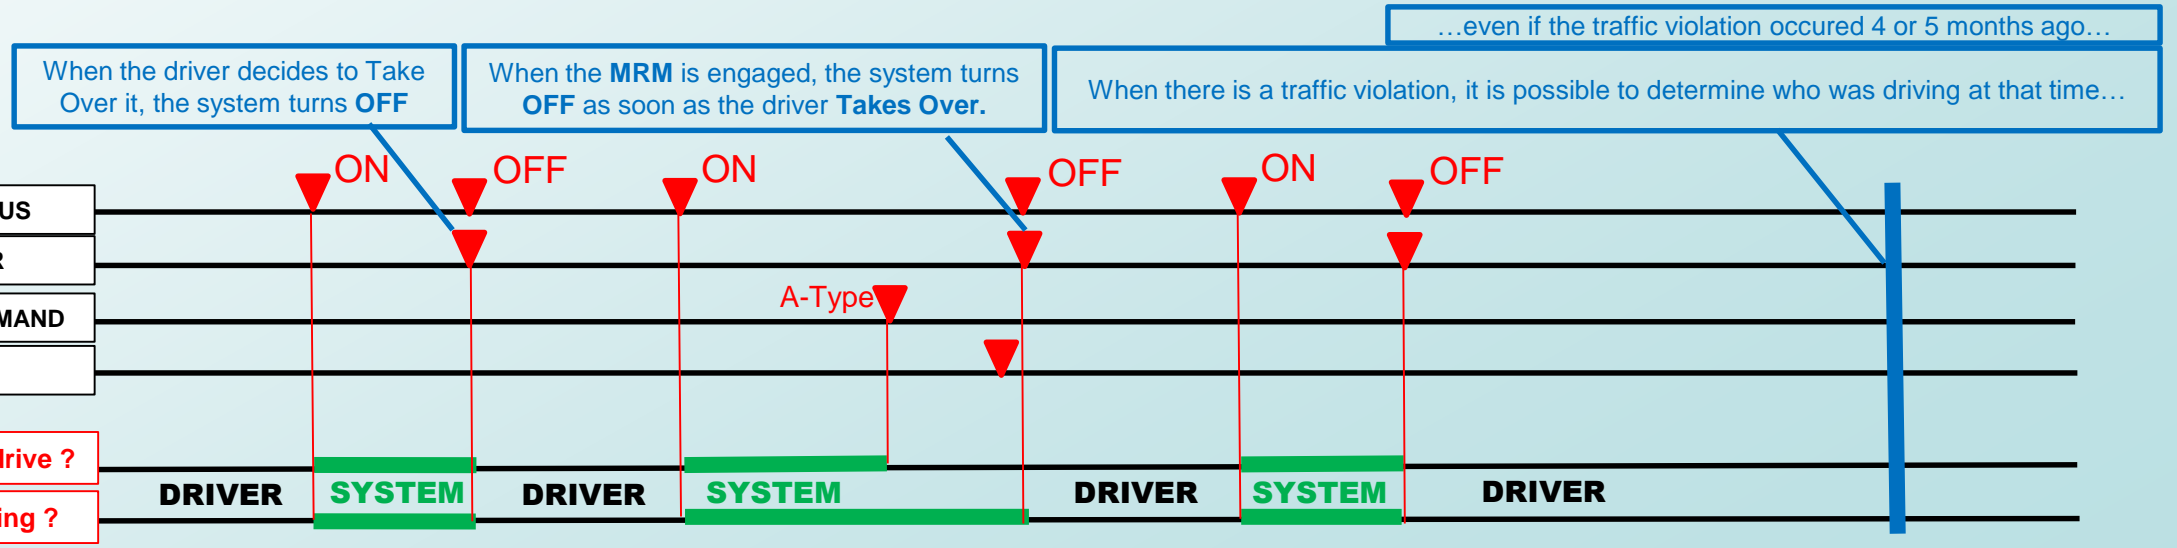 …even if the traffic violation occured 4 or 5 months ago…
When the driver decides to Take
Over it, the system turns OFF
When the MRM is engaged, the system turns
OFF as soon as the driver Takes Over.
When there is a traffic violation, it is possible to determine who was driving at that time…
ON
OFF
ON
OFF
ON
OFF
US
R
A-Type
MAND
drive ?
DRIVER
SYSTEM
DRIVER
SYSTEM
DRIVER
SYSTEM
DRIVER
ing ?